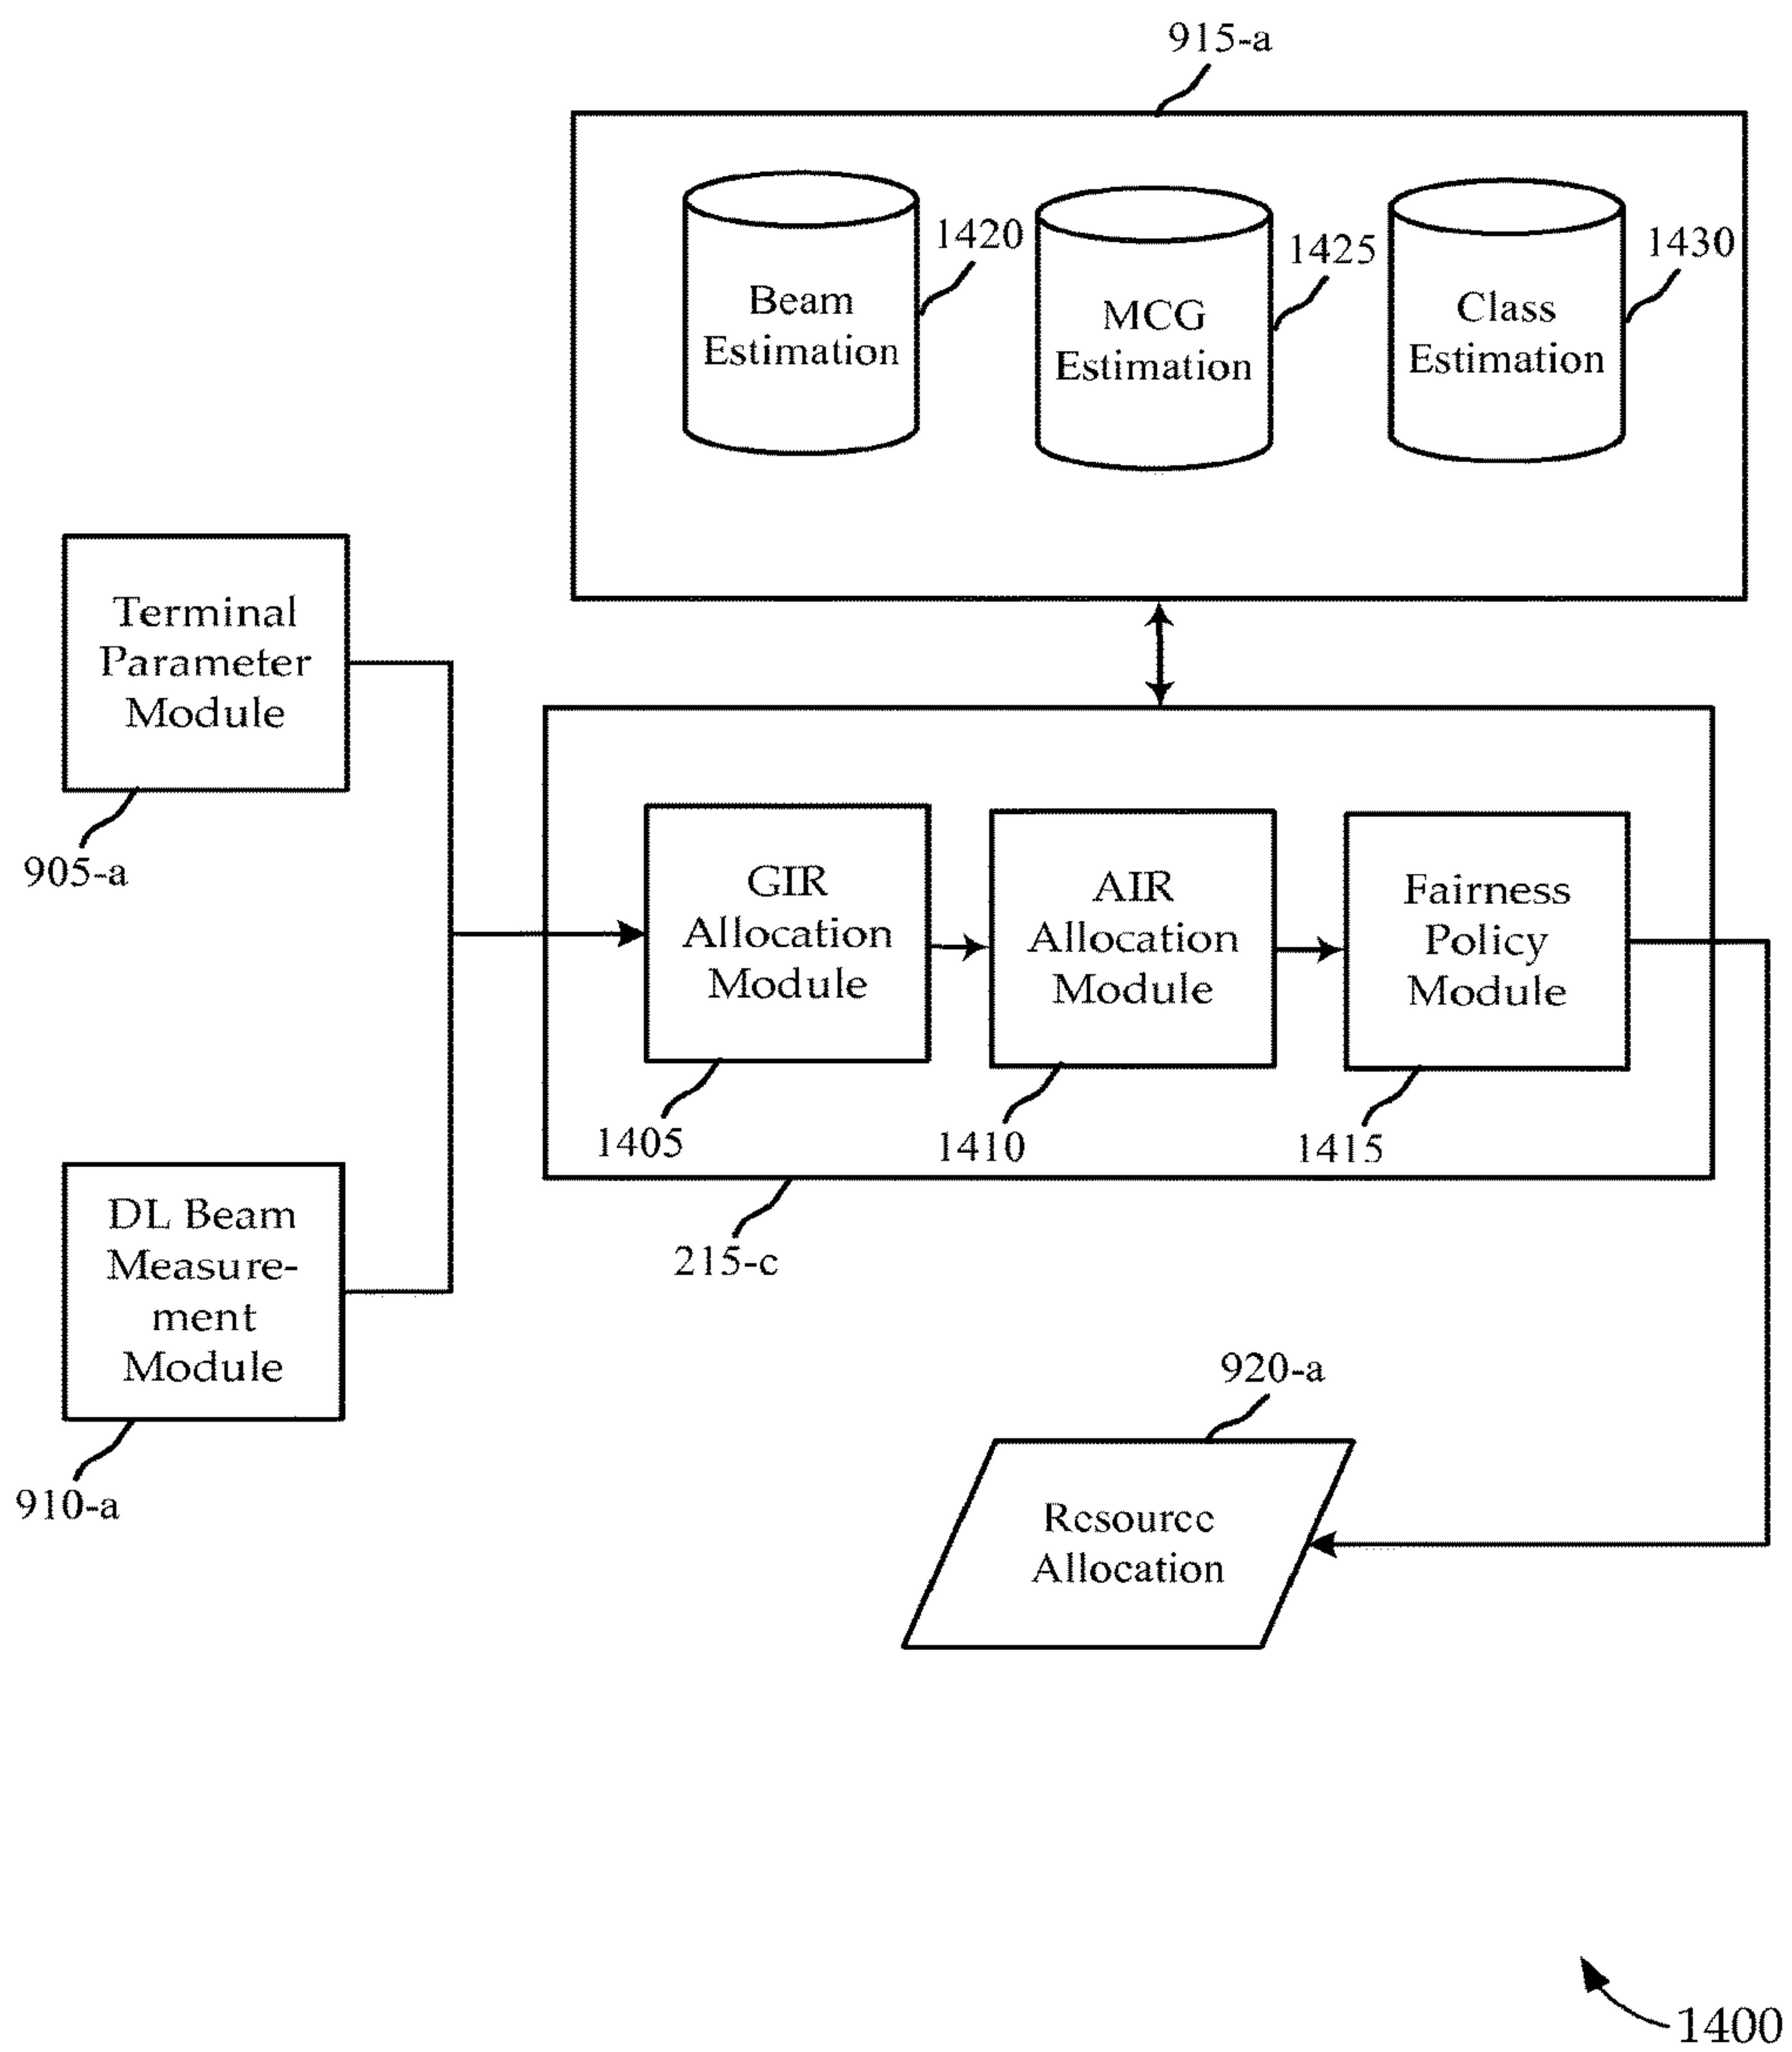 915-a
1420
Beam
Estimation
1425
MCG
Estimation
1430
Class
Estimation
Terminal
Parameter
Module
905-a
GIR
Allocation
Module
1405
AIR
Allocation
Module
1410
Fairness
Policy
Module
1415
215-c
DL Beam
Measure-
ment
Module
910-a
920-a
Resource
Allocation
1400